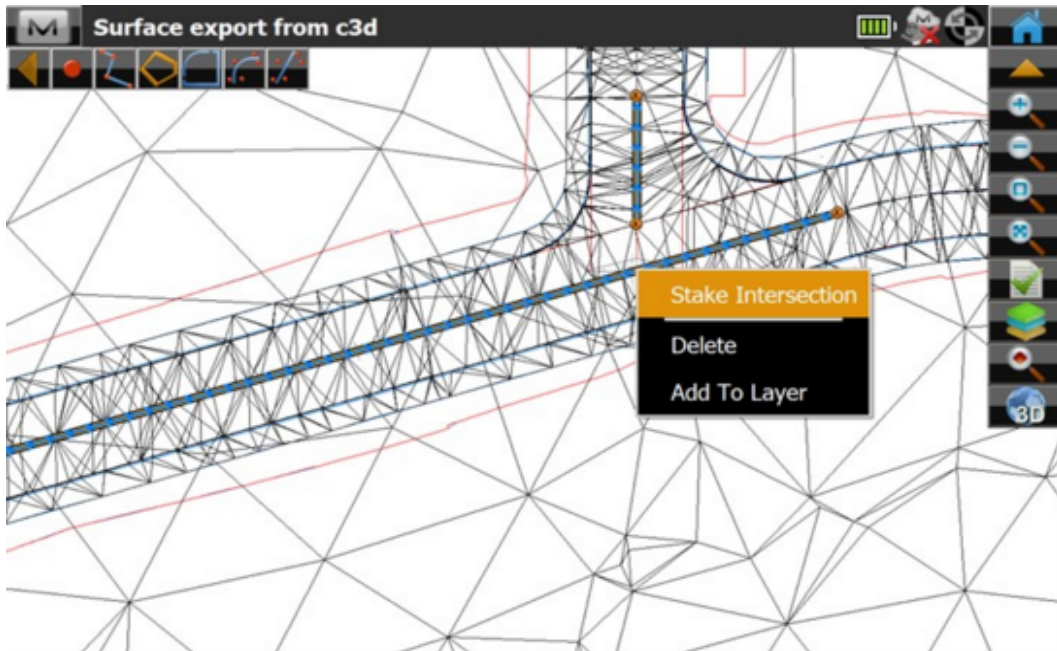 Surface export from c3d
Stake Intersection
Delete
Add To Layer
3D